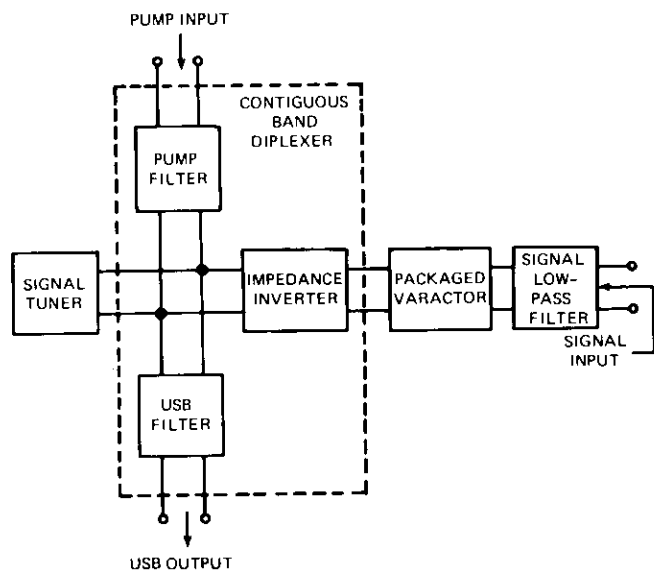 PUMP INPUT
CONTIGUOUS
BAND
DIPLEXER
PUMP
FILTER
SIGNAL
TUNER
IMPEDANCE
INVERTER
PACKAGED
VARACTOR
SIGNAL
LOW-
PASS
FILTER
SIGNAL
INPUT
USB
FILTER
USB OUTPUT